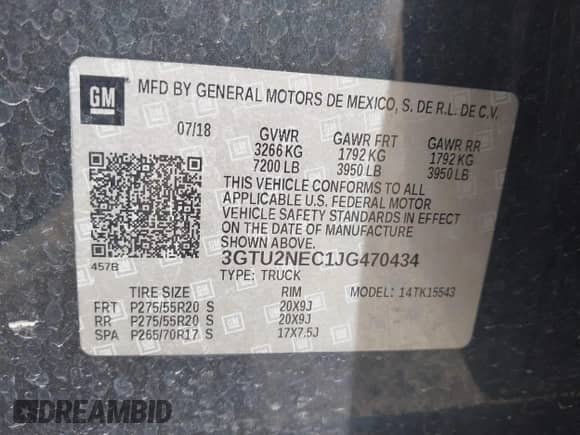 GM
MFD BY GENERAL MOTORS DE MEXICO, S. DE R.L. DE C.V.
07/18 GVWR GAWR FRT GAWR RR
3266 KG 1792 KG 1792 KG
7200 LB 3950 LB 3950 LB
THIS VEHICLE CONFORMS TO ALL
APPLICABLE U.S. FEDERAL MOTOR
VEHICLE SAFETY STANDARDS IN EFFECT
ON THE DATE OF MANUFACTURE
SHOWN ABOVE.
457B
3GTU2NEC1JG470434
TYPE: TRUCK
TIRE SIZE RIM MODEL: 14TK15543
FRT P275/55R20 S 20X9J
RR P275/55R20 S 20X9J
SPA P265/70R17 S 17X7.5J
DREAMBID